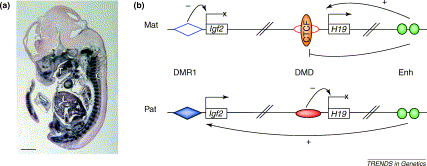 (a)
(b)
Mat
Igf2
x
H19
+
–
DMR1
DMD
Enh
Pat
Igf2
–
H19
x
+
TRENDS in Genetics